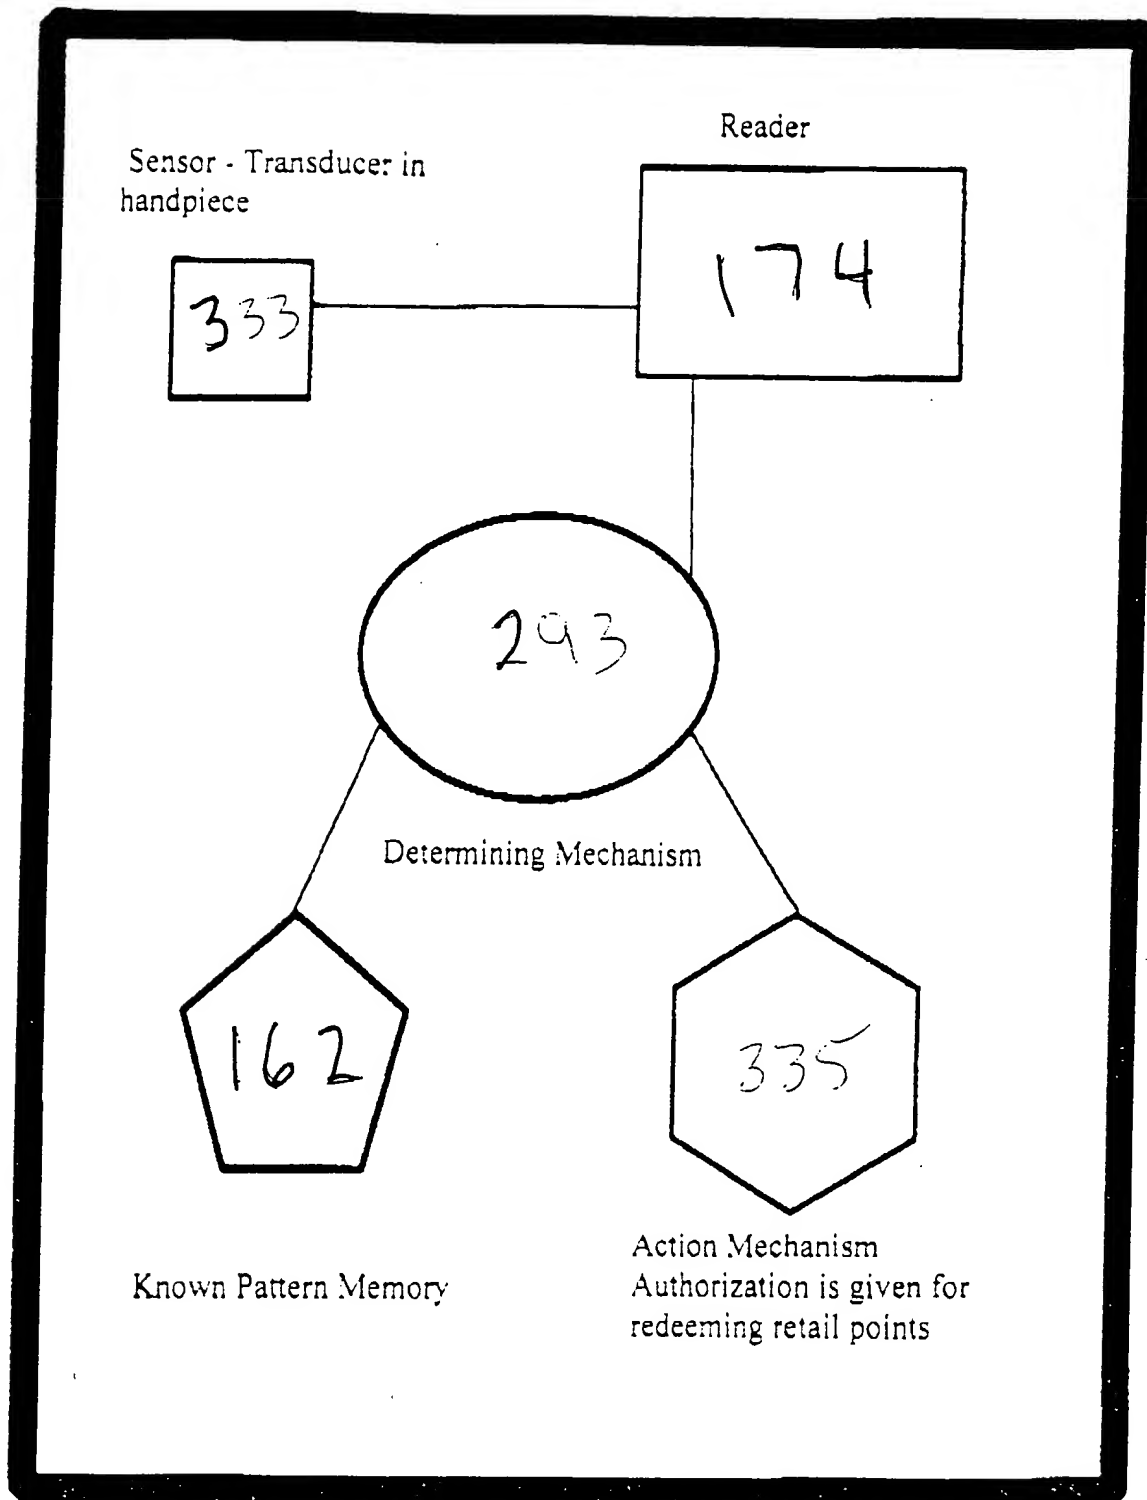 Reader
Sensor - Transducer in
handpiece
174
333
293
Determining Mechanism
162
335
Action Mechanism
Known Pattern Memory
Authorization is given for
redeeming retail points